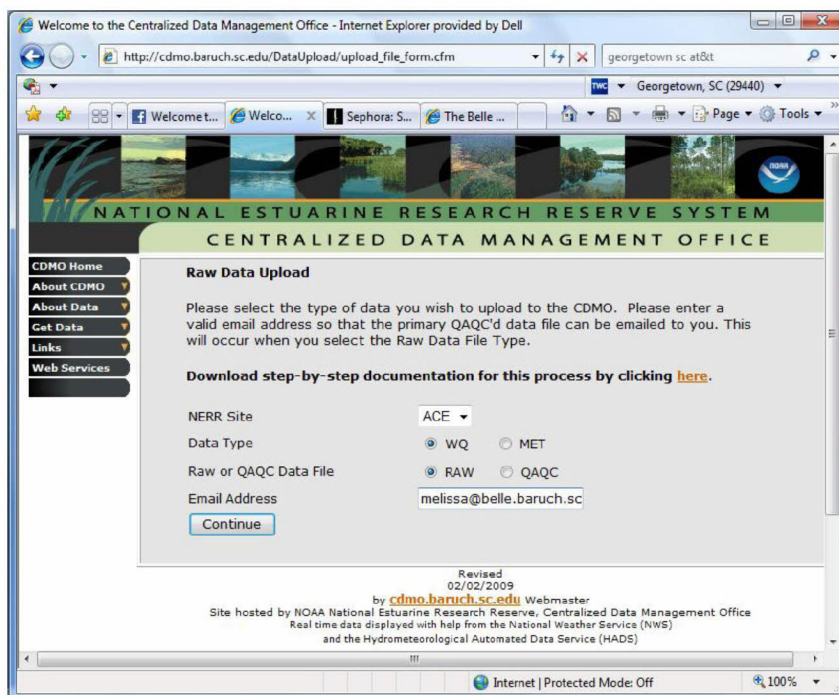 Welcome to the Centralized Data Management Office - Internet Explorer provided by Dell
http://cdmo.baruch.sc.edu/DataUpload/upload_file_form.cfm
georgetown sc at&t
TWC Georgetown, SC (29440)
Welcome t... Welco... X Sephora: S... The Belle ... Page Tools »
noaa
NATIONAL ESTUARINE RESEARCH RESERVE SYSTEM
CENTRALIZED DATA MANAGEMENT OFFICE
CDMO Home
About CDMO
About Data
Get Data
Links
Web Services
Raw Data Upload
Please select the type of data you wish to upload to the CDMO. Please enter a
valid email address so that the primary QAQC'd data file can be emailed to you. This
will occur when you select the Raw Data File Type.
Download step-by-step documentation for this process by clicking here.
NERR Site ACE
Data Type WQ MET
Raw or QAQC Data File RAW QAQC
Email Address melissa@belle.baruch.sc
Continue
Revised
02/02/2009
by cdmo.baruch.sc.edu Webmaster
Site hosted by NOAA National Estuarine Research Reserve, Centralized Data Management Office
Real time data displayed with help from the National Weather Service (NWS)
and the Hydrometeorological Automated Data Service (HADS)
Internet | Protected Mode: Off 100%